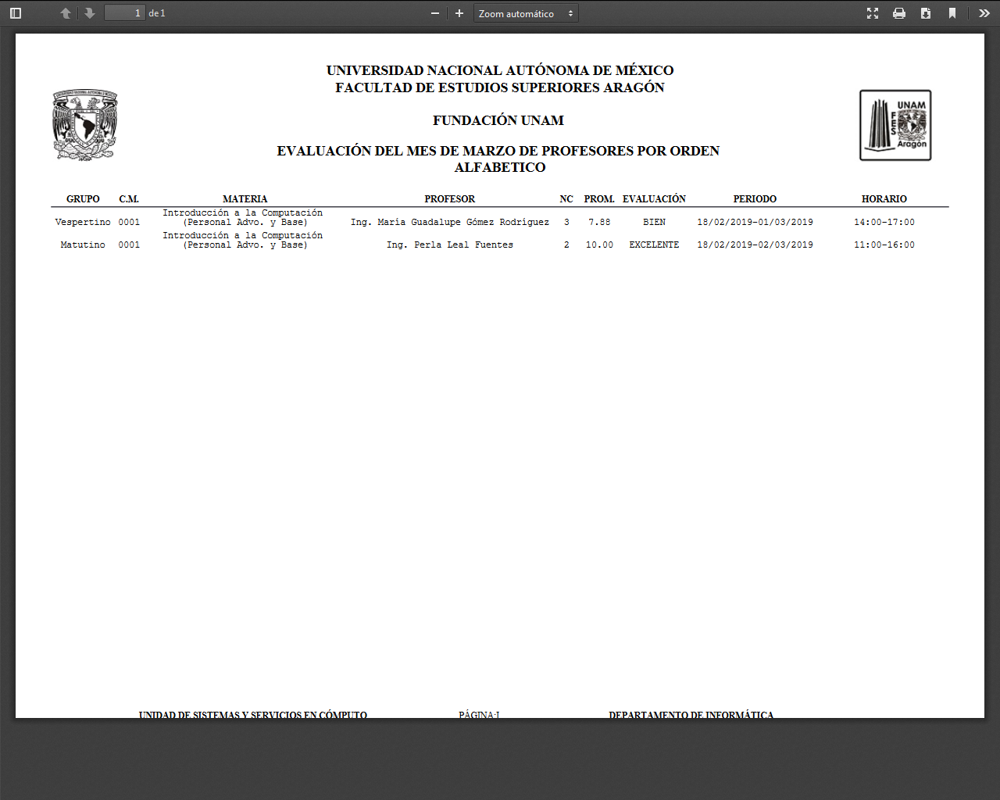 1 de 1 Zoom automático
UNIVERSIDAD NACIONAL AUTÓNOMA DE MÉXICO
FACULTAD DE ESTUDIOS SUPERIORES ARAGÓN
UNAM
FES
Aragón
FUNDACIÓN UNAM
EVALUACIÓN DEL MES DE MARZO DE PROFESORES POR ORDEN
ALFABETICO
GRUPO C.M. MATERIA PROFESOR NC PROM. EVALUACIÓN PERIODO HORARIO
Introducción a la Computación
Vespertino 0001 (Personal Advo. y Base) Ing. María Guadalupe Gómez Rodríguez 3 7.88 BIEN 18/02/2019-01/03/2019 14:00-17:00
Introducción a la Computación
Matutino 0001 (Personal Advo. y Base) Ing. Perla Leal Fuentes 2 10.00 EXCELENTE 18/02/2019-02/03/2019 11:00-16:00
UNIDAD DE SISTEMAS Y SERVICIOS EN CÓMPUTO PÁGINA:I DEPARTAMENTO DE INFORMÁTICA